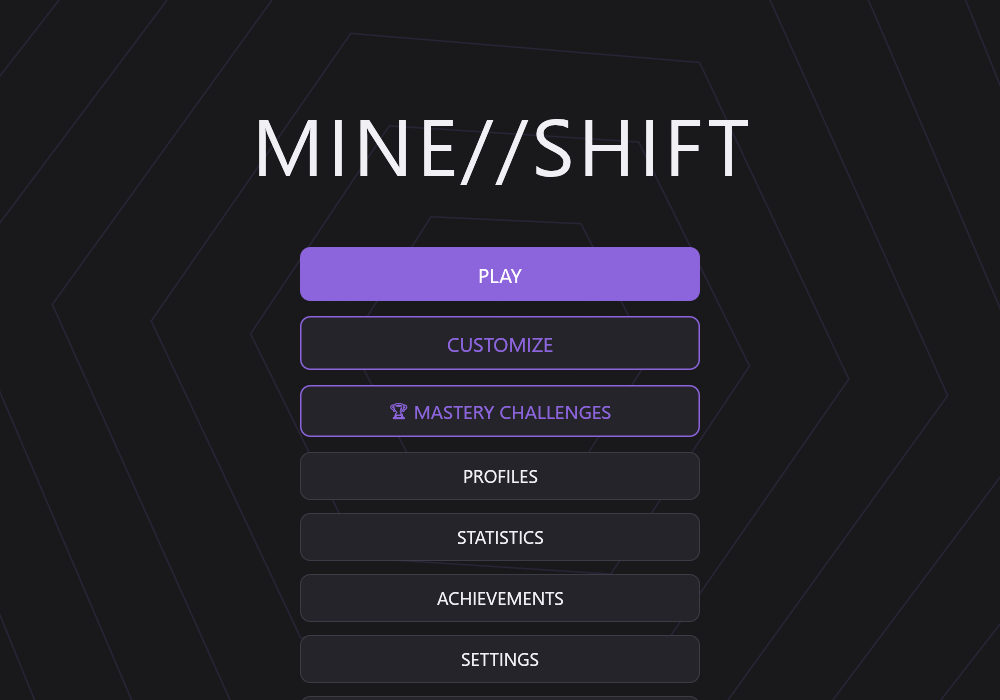 MINE//SHIFT
PLAY
CUSTOMIZE
🏆 MASTERY CHALLENGES
PROFILES
STATISTICS
ACHIEVEMENTS
SETTINGS